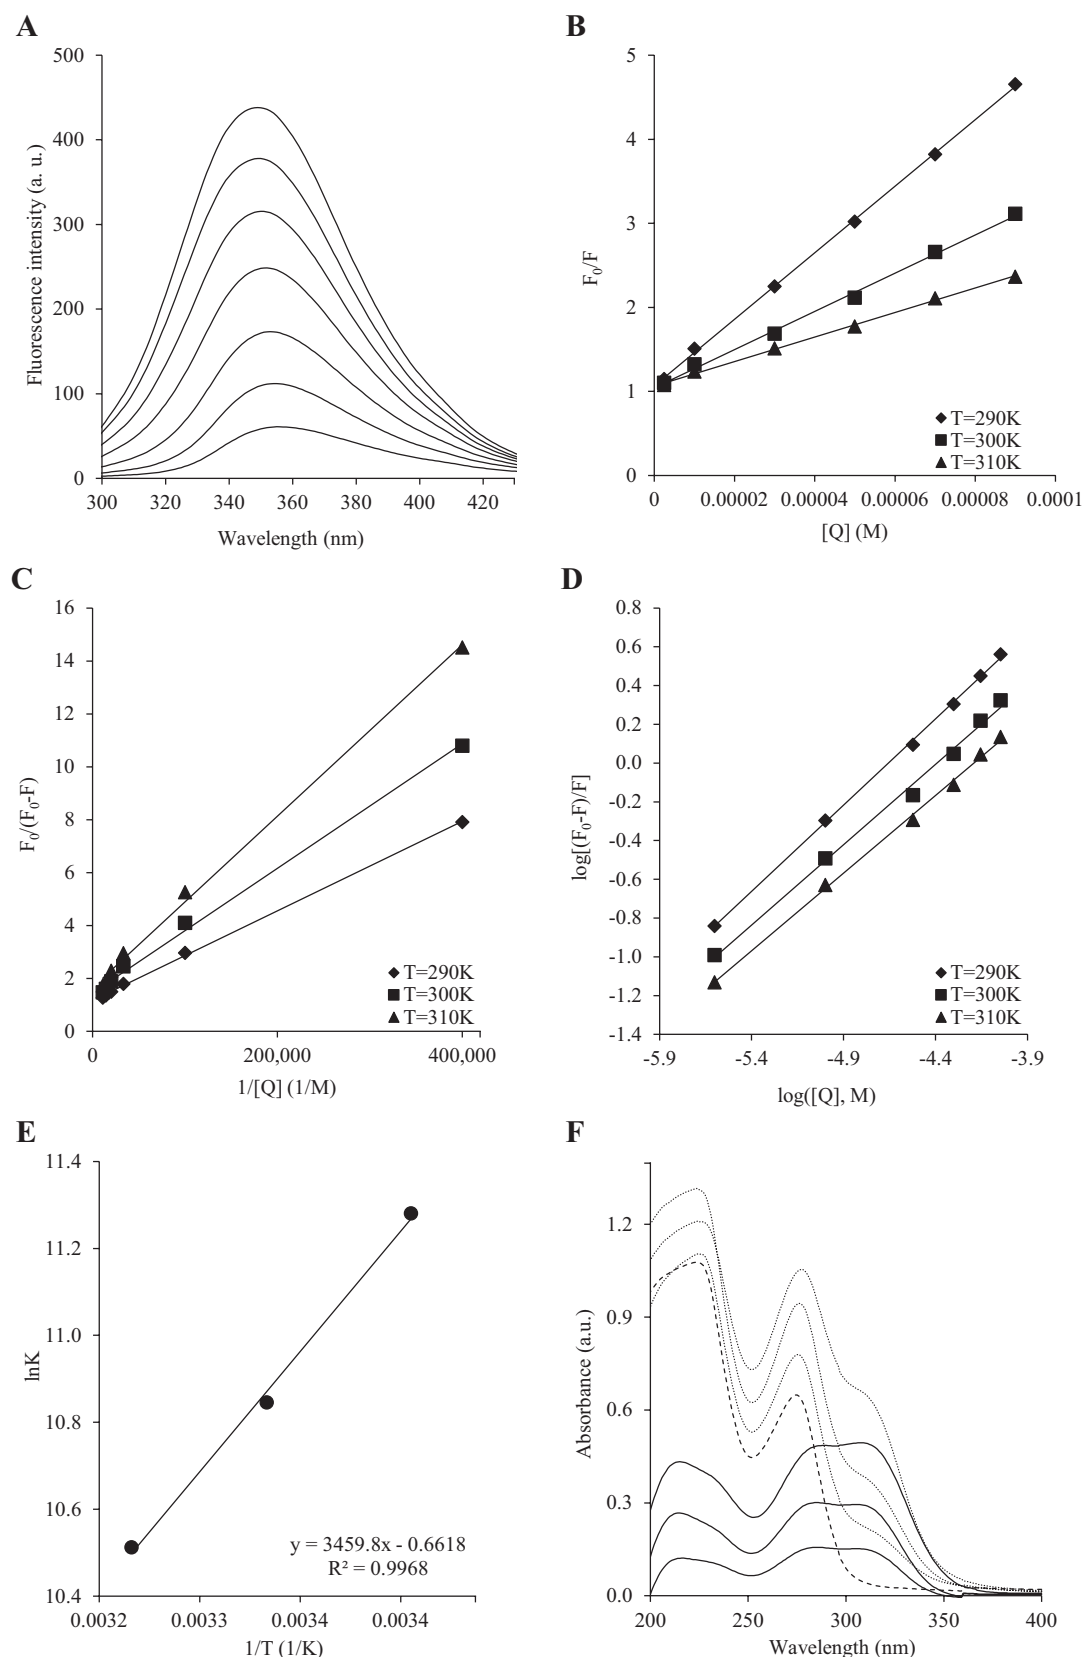 A
500
400
300
200
100
0
300 320 340 360 380 400 420
Fluorescence intensity (a. u.)
Wavelength (nm)
B
5
4
3
2
1
0
0 0.00002 0.00004 0.00006 0.00008 0.0001
F0/F
[Q] (M)
T=290K
T=300K
T=310K
C
16
14
12
10
8
6
4
2
0
0 200,000 400,000
F0/(F0-F)
1/[Q] (1/M)
T=290K
T=300K
T=310K
D
0.8
0.6
0.4
0.2
0.0
-0.2
-0.4
-0.6
-0.8
-1.0
-1.2
-1.4
-5.9 -5.4 -4.9 -4.4 -3.9
log[(F0-F)/F]
log([Q], M)
T=290K
T=300K
T=310K
E
11.4
11.2
11.0
10.8
10.6
10.4
0.0032 0.0033 0.0034 0.0034
lnK
1/T (1/K)
y = 3459.8x - 0.6618
R² = 0.9968
F
1.2
0.9
0.6
0.3
0.0
200 250 300 350 400
Absorbance (a.u.)
Wavelength (nm)